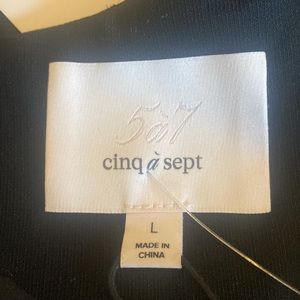 5à7
cinq à sept
L
MADE IN
CHINA